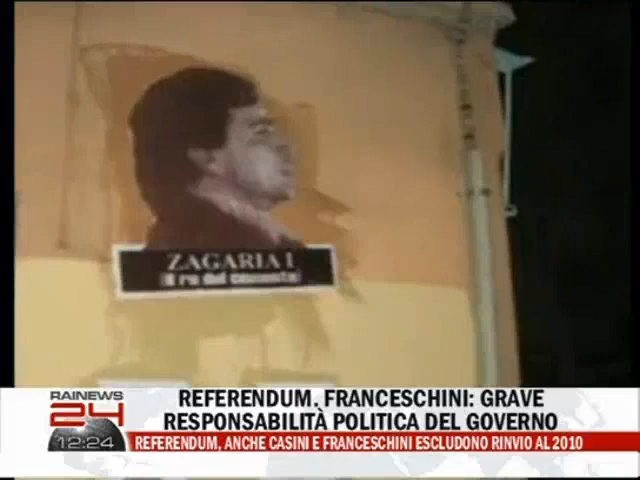 ZAGARIA I
(il re del cemento)
RAINEWS
24
12:24
REFERENDUM. FRANCESCHINI: GRAVE
RESPONSABILITÀ POLITICA DEL GOVERNO
REFERENDUM, ANCHE CASINI E FRANCESCHINI ESCLUDONO RINVIO AL 2010